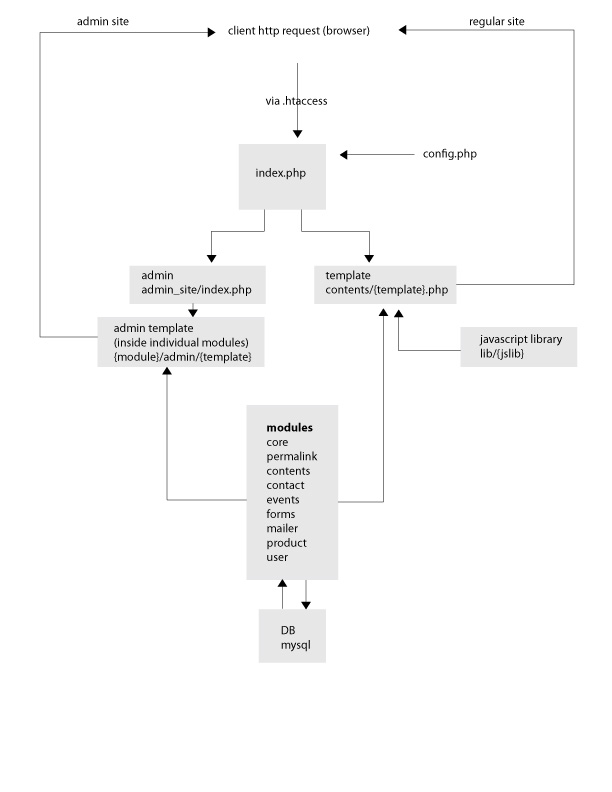 admin site
regular site
client http request (browser)
via .htaccess
config.php
index.php
admin
admin_site/index.php
template
contents/{template}.php
admin template
(inside individual modules)
{module}/admin/{template}
javascript library
lib/{jslib}
modules
core
permalink
contents
contact
events
forms
mailer
product
user
DB
mysql